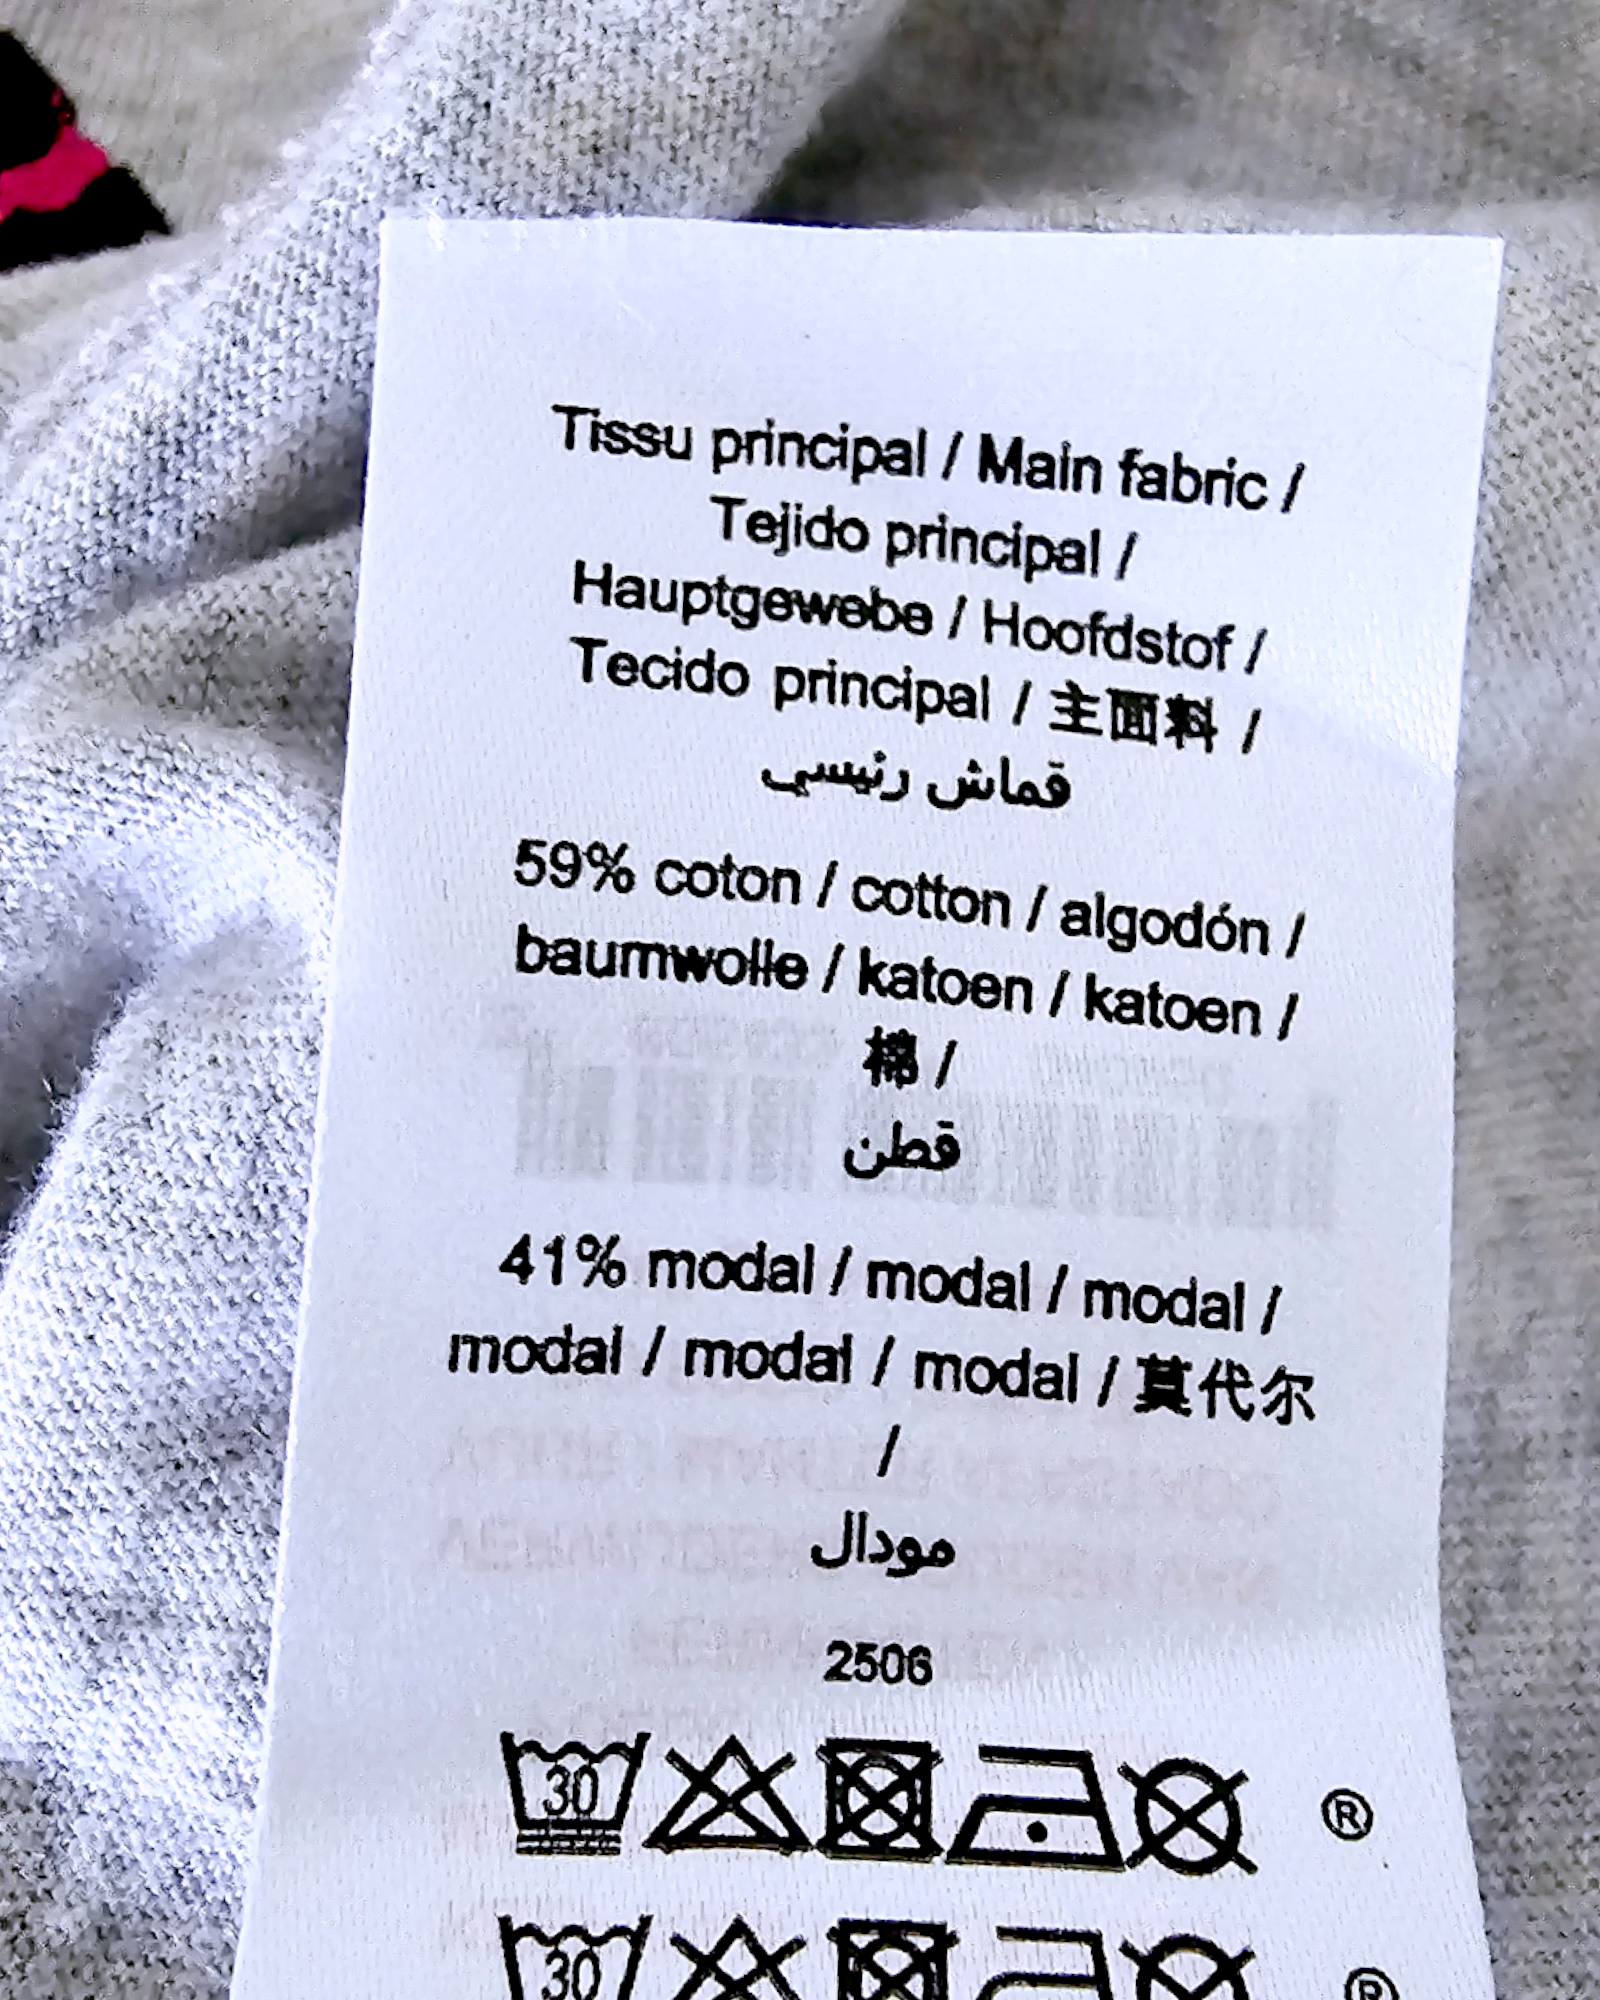 Tissu principal / Main fabric /
Tejido principal /
Hauptgewebe / Hoofdstof /
Tecido principal / 主面料 /
قماش رئيسي
59% coton / cotton / algodón /
baumwolle / katoen / katoen /
棉 /
قطن
41% modal / modal / modal /
modal / modal / modal / 莫代尔
/
مودال
2506
30
®
30
®